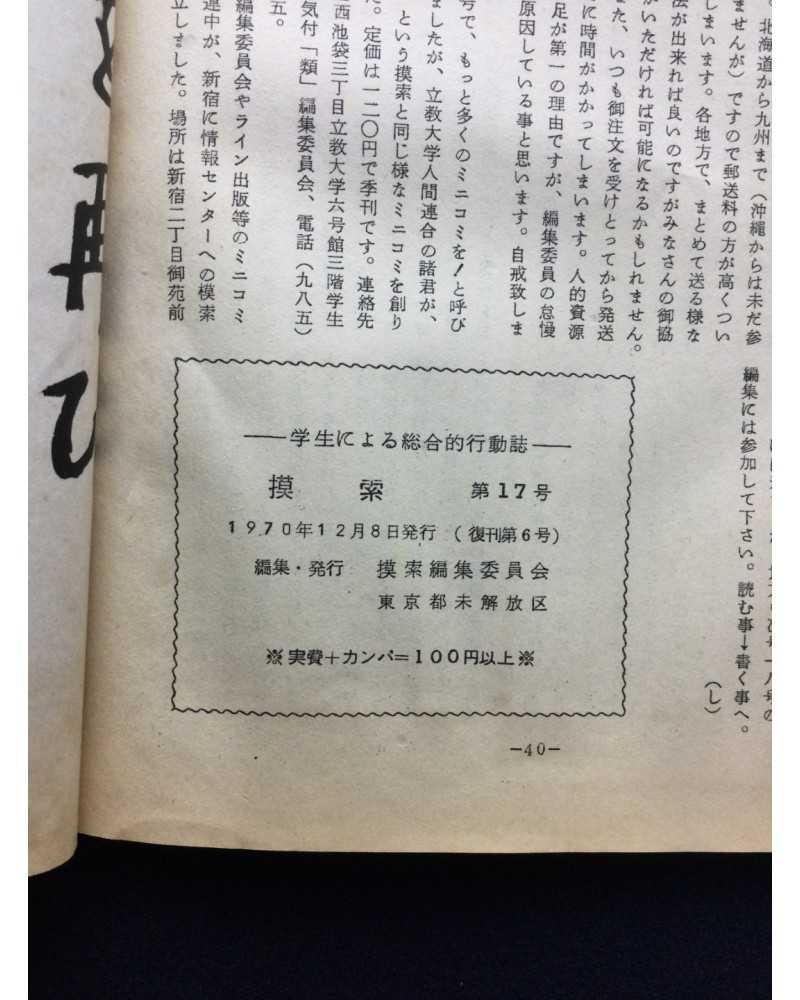 。北海道から九州まで（沖縄からは未だ参
ませんが）ですので郵送料の方が高くつい
しまいます。各地方で、まとめて送る様な
法が出来れば良いのですがみなさんの御協
がいただければ可能になるかもしれません。
また、いつも御注文を受けとってから発送
に時間がかかってしまいます。人的資源
足が第一の理由ですが、編集委員の怠慢
原因している事と思います。自戒致しま
号で、もっと多くのミニコミを！と呼び
ましたが、立教大学人間連合の諸君が、
という摸索と同じ様なミニコミを創り
た。定価は一二〇円で季刊です。連絡先
西池袋三丁目立教大学六号館三階学生
気付「類」編集委員会、電話（九八五）
五。
編集委員会やライン出版等のミニコミ
連中が、新宿に情報センターへの模索
立しました。場所は新宿二丁目御苑前
編集には参加して下さい。読む事→書く事へ。
（し）
──学生による総合的行動誌──
摸　索　第17号
1970年12月8日発行（復刊第6号）
編集・発行　摸索編集委員会
東京都未解放区
※実費＋カンパ＝100円以上※
－40－
再び